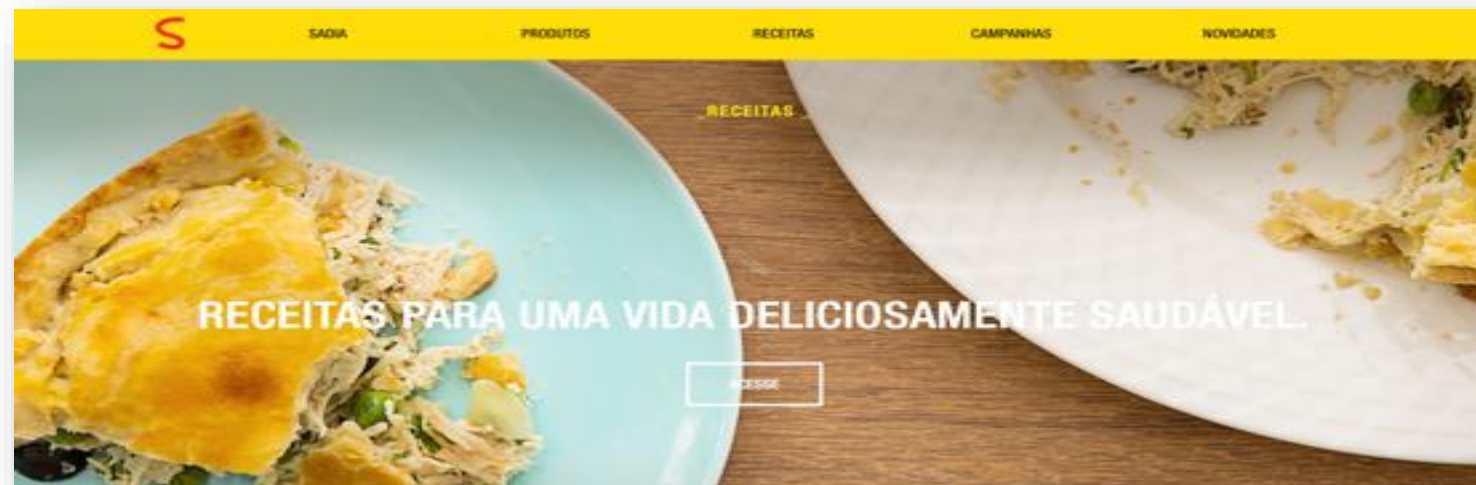 S SADIA PRODUTOS RECEITAS CAMPANHAS NOVIDADES
RECEITAS
RECEITAS PARA UMA VIDA DELICIOSAMENTE SAUDÁVEL.
ACESSE